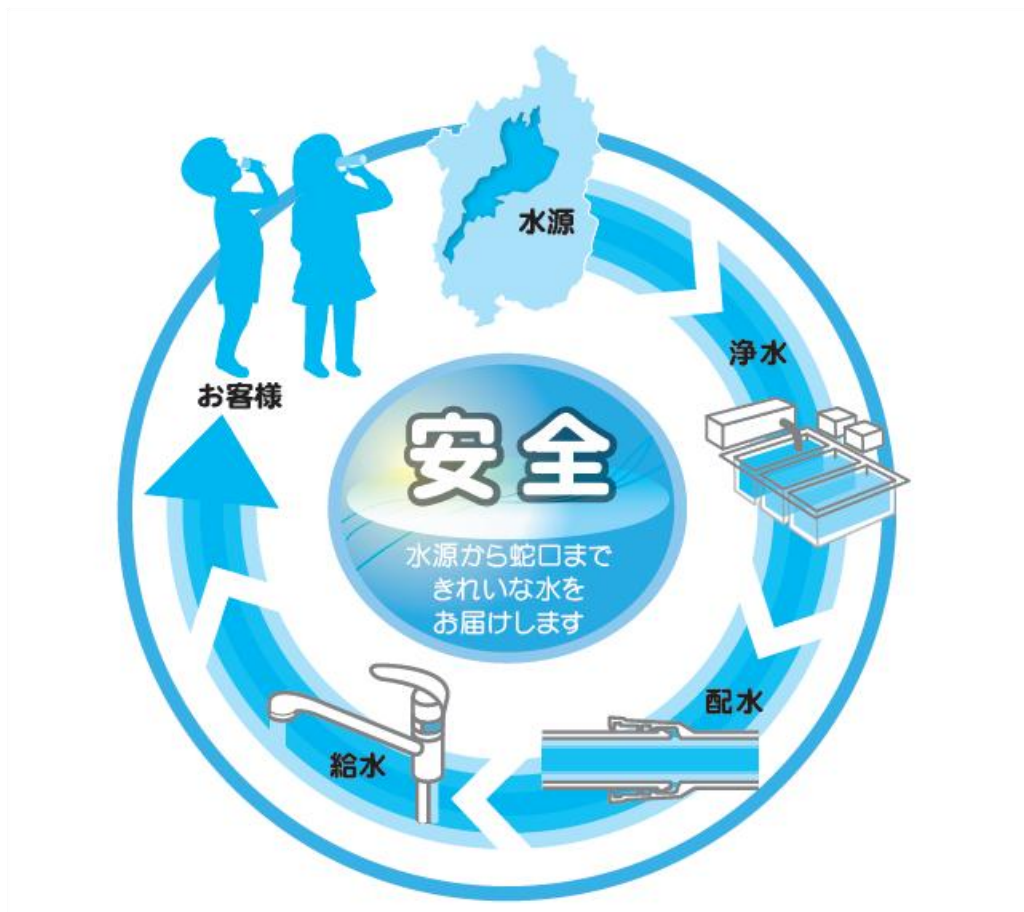 水源
浄水
配水
給水
お客様
安全
水源から蛇口まで
きれいな水を
お届けします